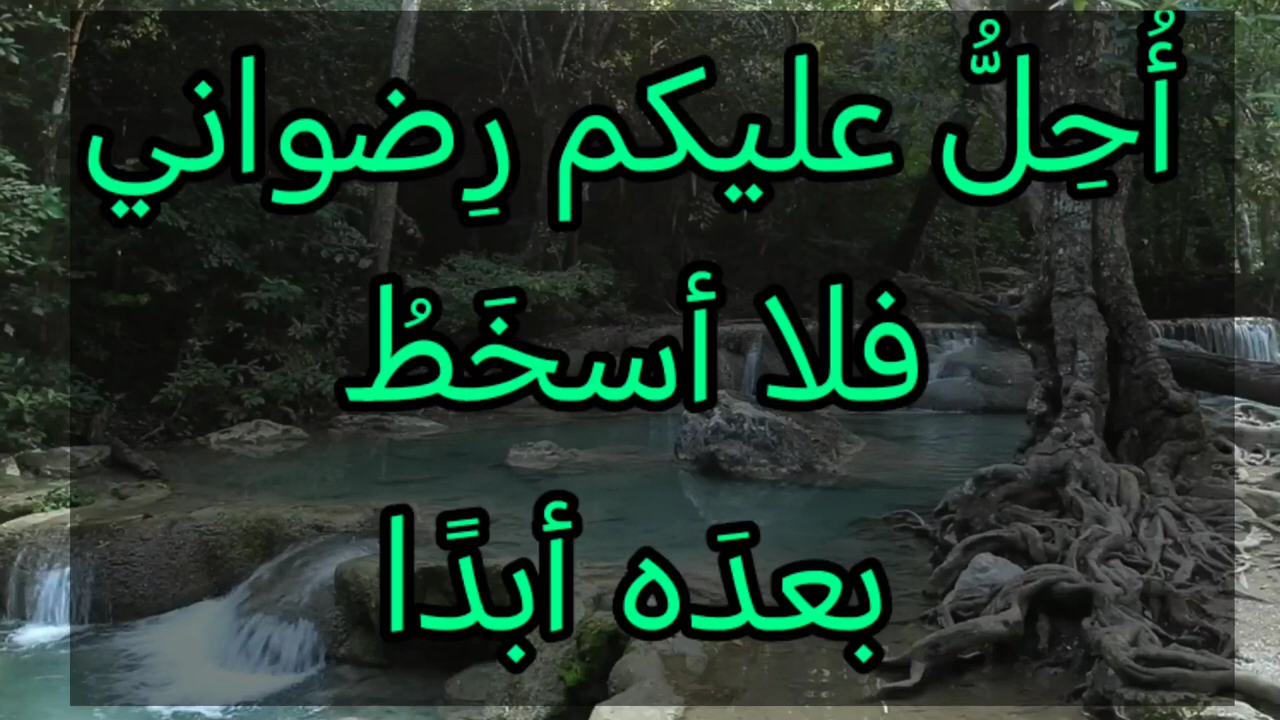 أُحِلُّ عليكم رِضواني
فلا أسخَطُ
بعدَه أبدًا